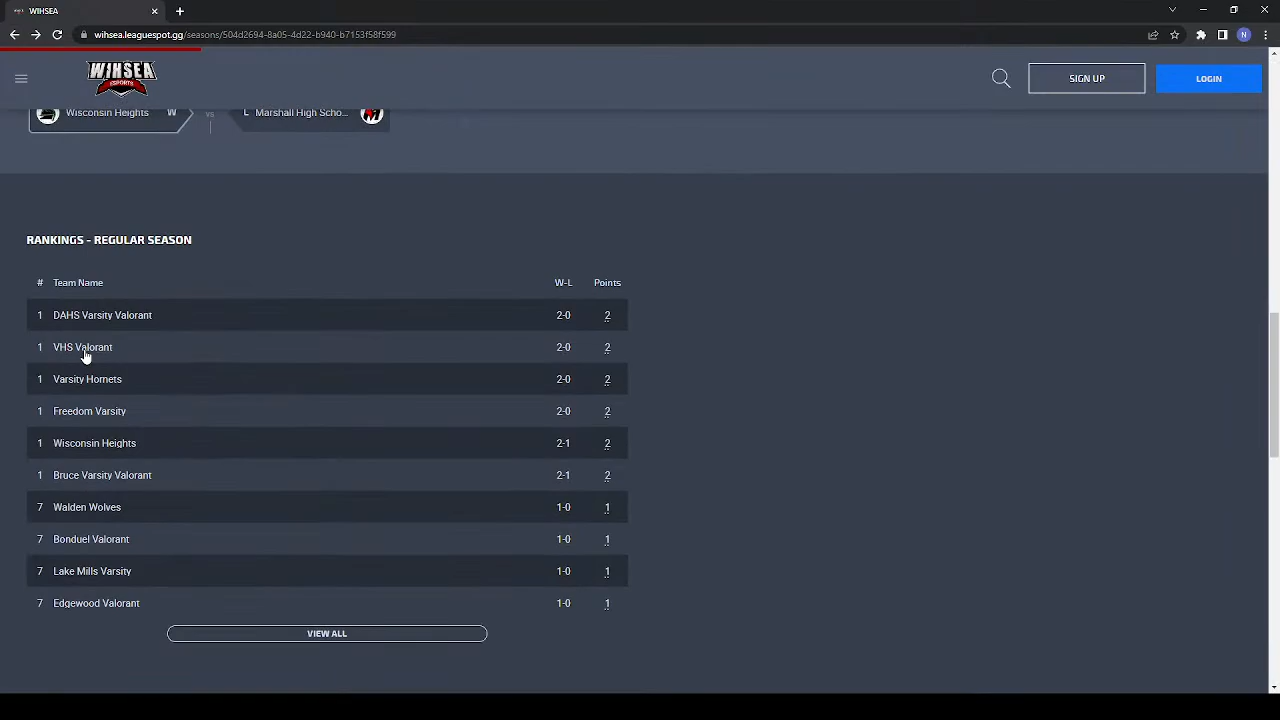 WIHSEA
wihsea.leaguespot.gg/seasons/504d2694-8a05-4d22-b940-b7153f58f599
N
WIHSEA
ESPORTS
SIGN UP
LOGIN
Wisconsin Heights W vs L Marshall High Scho...
RANKINGS - REGULAR SEASON
# Team Name W-L Points
1 DAHS Varsity Valorant 2-0 2
1 VHS Valorant 2-0 2
1 Varsity Hornets 2-0 2
1 Freedom Varsity 2-0 2
1 Wisconsin Heights 2-1 2
1 Bruce Varsity Valorant 2-1 2
7 Walden Wolves 1-0 1
7 Bonduel Valorant 1-0 1
7 Lake Mills Varsity 1-0 1
7 Edgewood Valorant 1-0 1
VIEW ALL